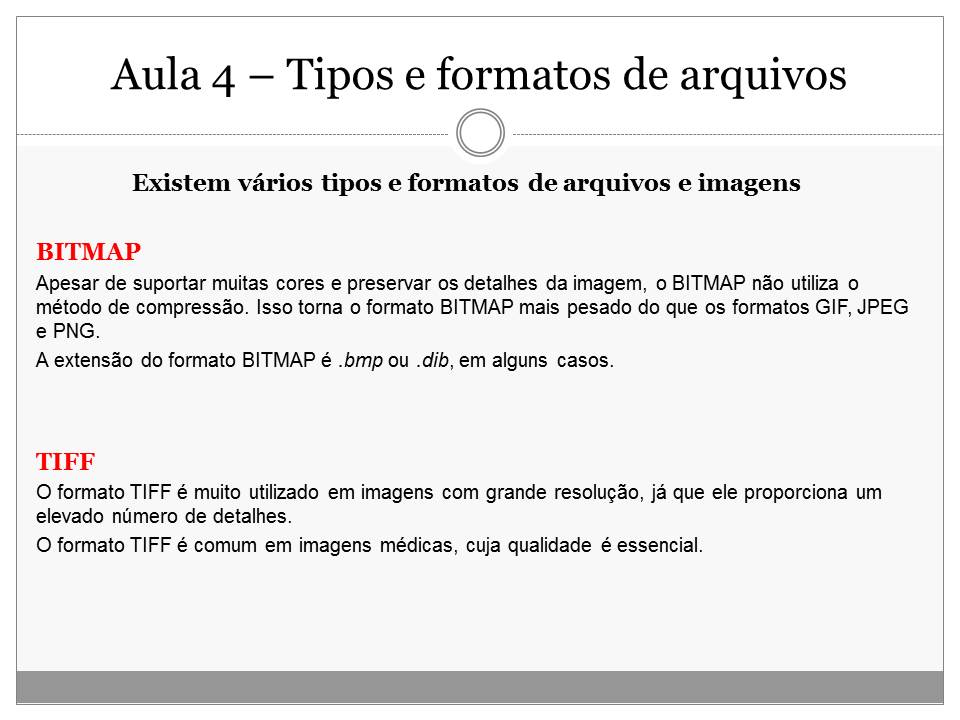 Aula 4 – Tipos e formatos de arquivos
Existem vários tipos e formatos de arquivos e imagens
BITMAP
Apesar de suportar muitas cores e preservar os detalhes da imagem, o BITMAP não utiliza o
método de compressão. Isso torna o formato BITMAP mais pesado do que os formatos GIF, JPEG
e PNG.
A extensão do formato BITMAP é .bmp ou .dib, em alguns casos.
TIFF
O formato TIFF é muito utilizado em imagens com grande resolução, já que ele proporciona um
elevado número de detalhes.
O formato TIFF é comum em imagens médicas, cuja qualidade é essencial.